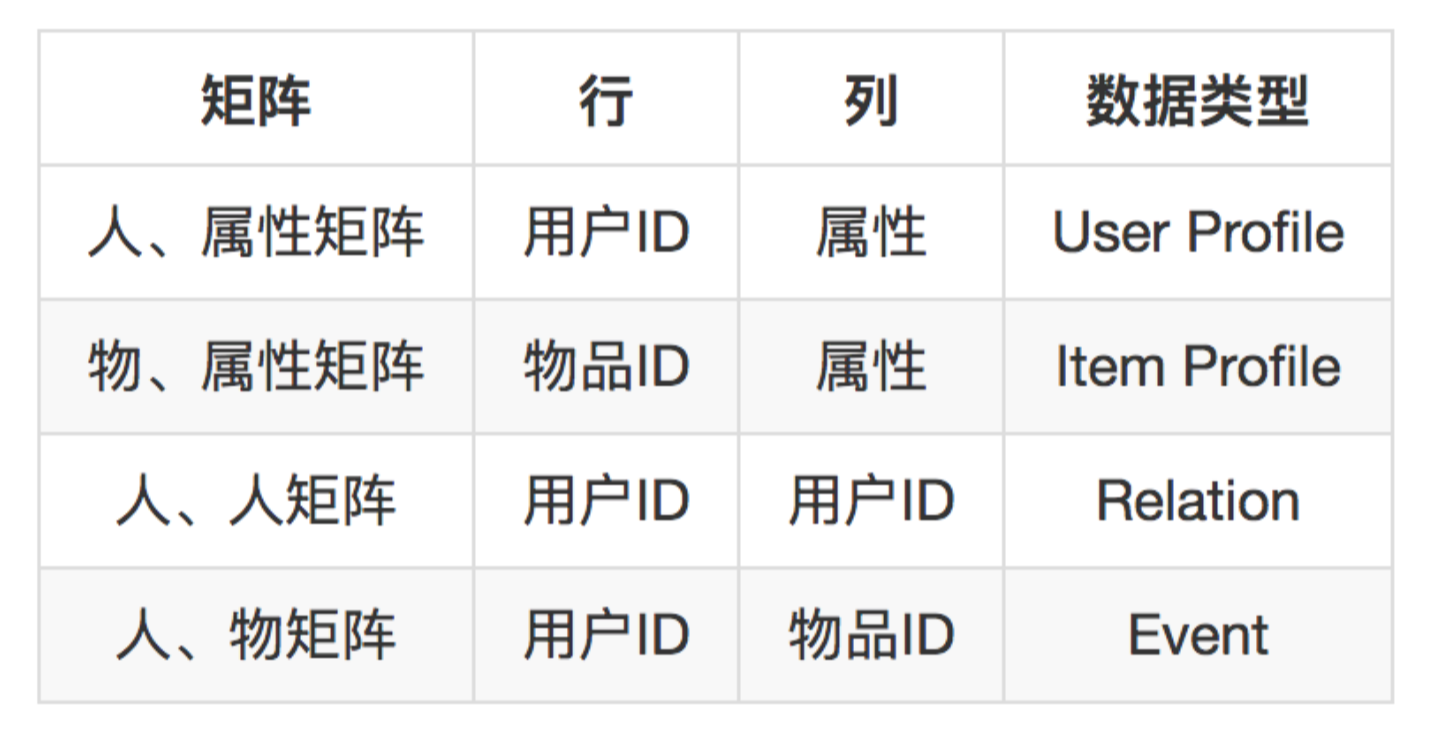 矩阵 行 列 数据类型
人、属性矩阵 用户ID 属性 User Profile
物、属性矩阵 物品ID 属性 Item Profile
人、人矩阵 用户ID 用户ID Relation
人、物矩阵 用户ID 物品ID Event